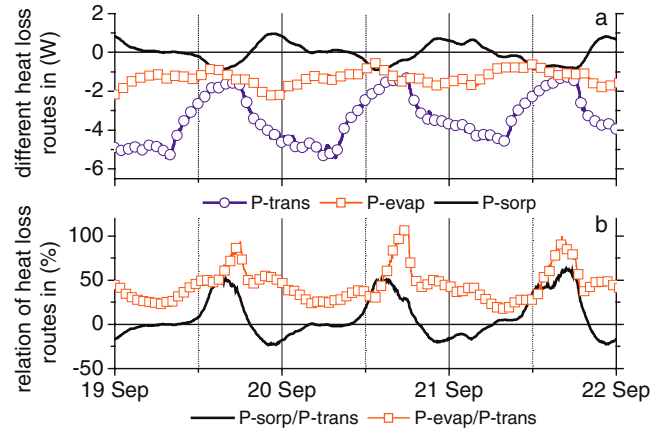 different heat loss
routes in (W)
a
2
0
-2
-4
-6
P-trans P-evap P-sorp
relation of heat loss
routes in (%)
b
100
50
0
-50
19 Sep 20 Sep 21 Sep 22 Sep
P-sorp/P-trans P-evap/P-trans